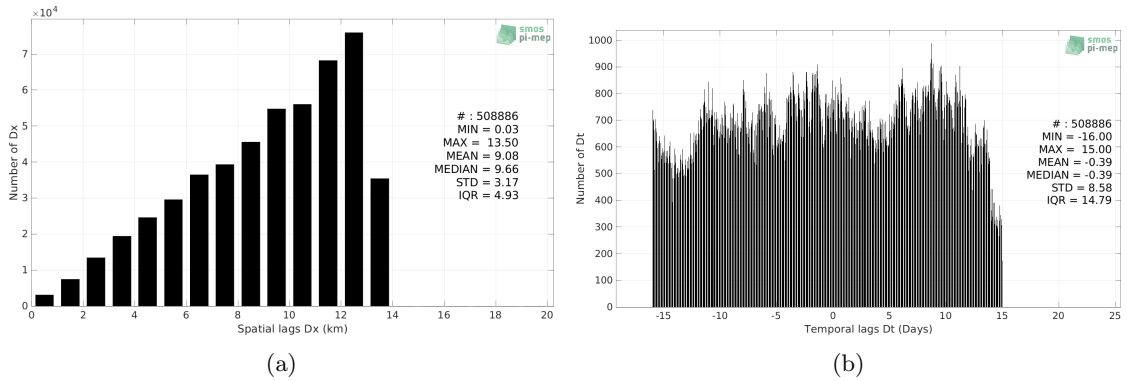 ×10⁴
smos
pi-mep
7
6
5
4
3
2
1
0
Number of Dx
# : 508886
MIN = 0.03
MAX = 13.50
MEAN = 9.08
MEDIAN = 9.66
STD = 3.17
IQR = 4.93
0 2 4 6 8 10 12 14 16 18 20
Spatial lags Dx (km)
(a)
smos
pi-mep
1000
900
800
700
600
500
400
300
200
100
0
Number of Dt
# : 508886
MIN = -16.00
MAX = 15.00
MEAN = -0.39
MEDIAN = -0.39
STD = 8.58
IQR = 14.79
-15 -10 -5 0 5 10 15 20 25
Temporal lags Dt (Days)
(b)